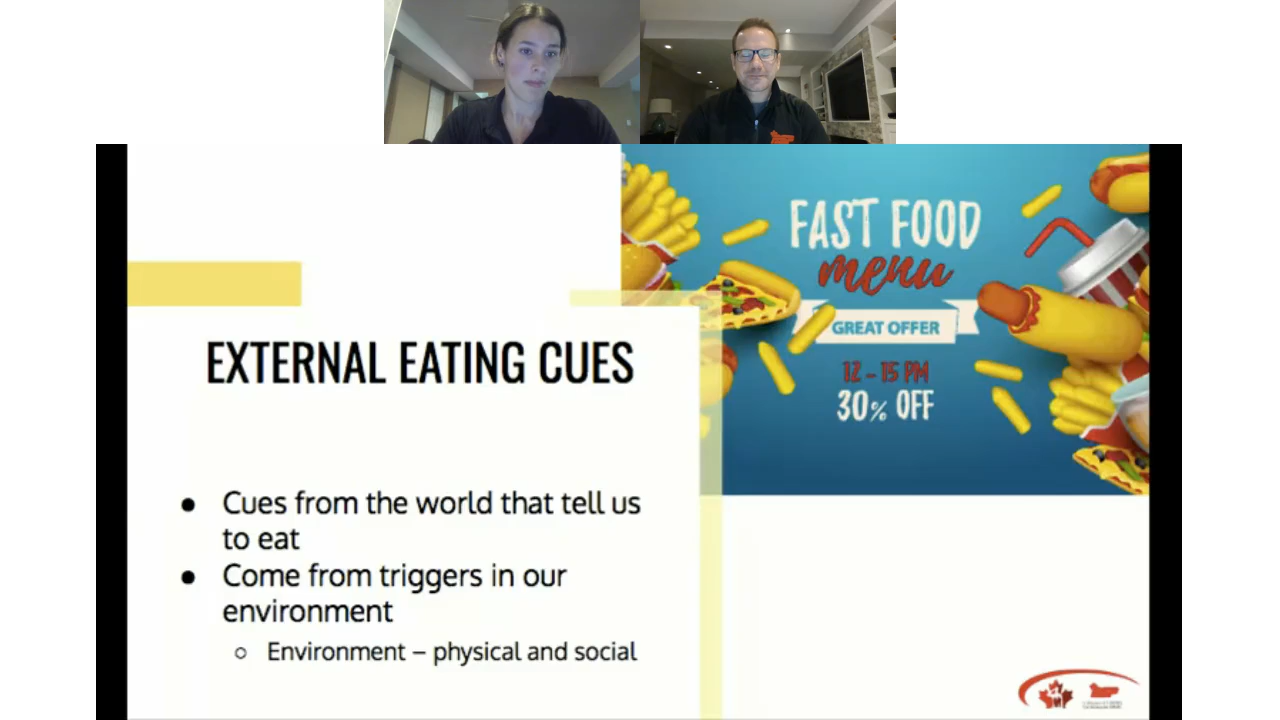 EXTERNAL EATING CUES
● Cues from the world that tell us
to eat
● Come from triggers in our
environment
○ Environment – physical and social
FAST FOOD
menu
GREAT OFFER
12 – 15 PM
30% OFF